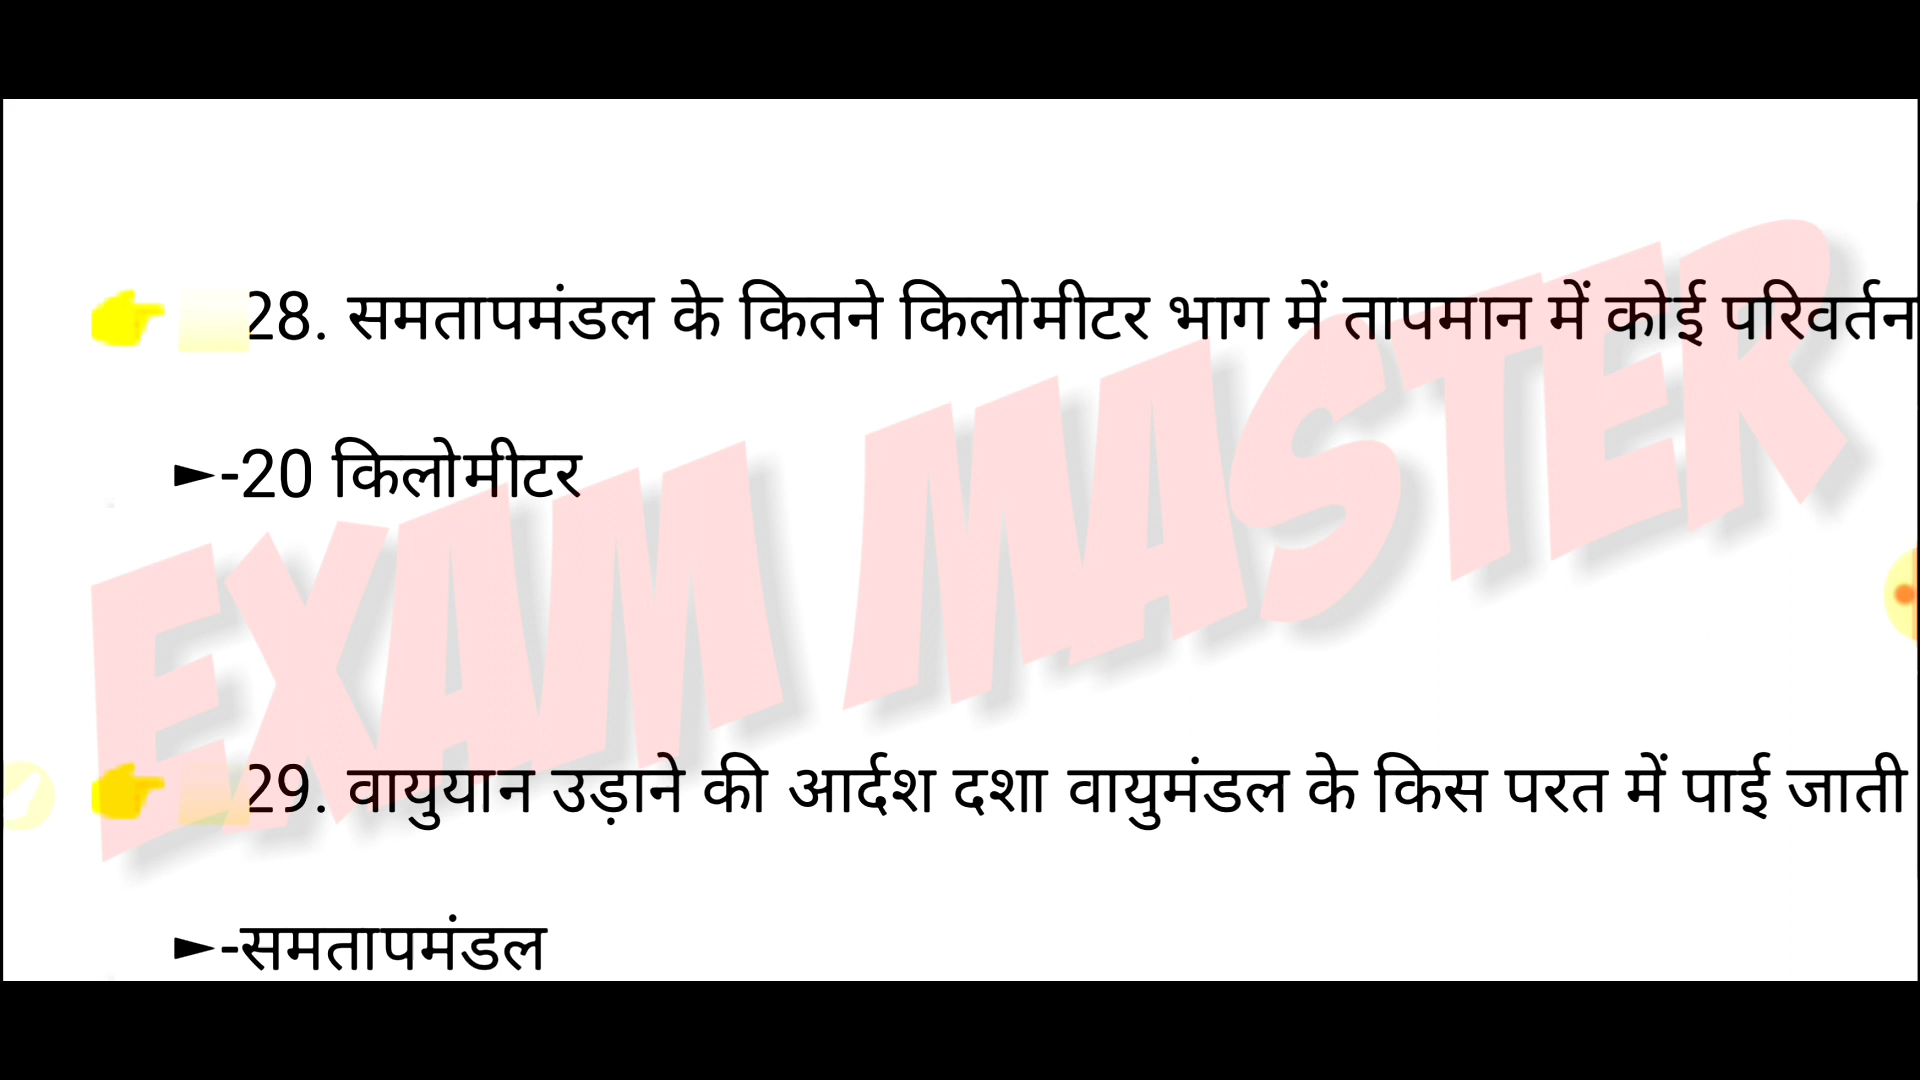 28. समतापमंडल के कितने किलोमीटर भाग में तापमान में कोई परिवर्तन
►-20 किलोमीटर
EXAM MASTER
29. वायुयान उड़ाने की आर्दश दशा वायुमंडल के किस परत में पाई जाती
►-समतापमंडल